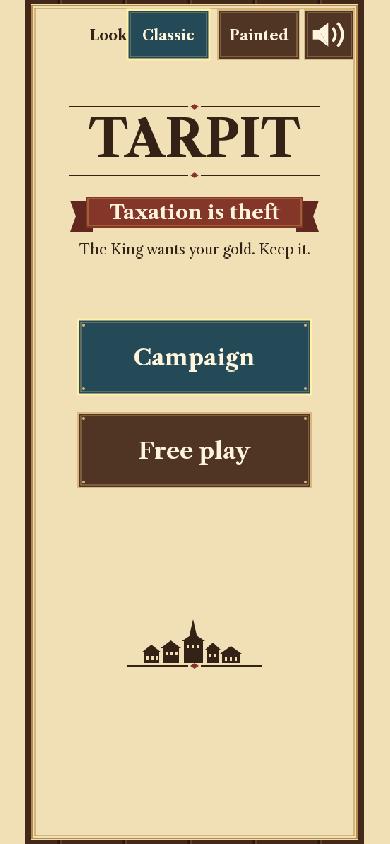 Look Classic Painted
TARPIT
Taxation is theft
The King wants your gold. Keep it.
Campaign
Free play